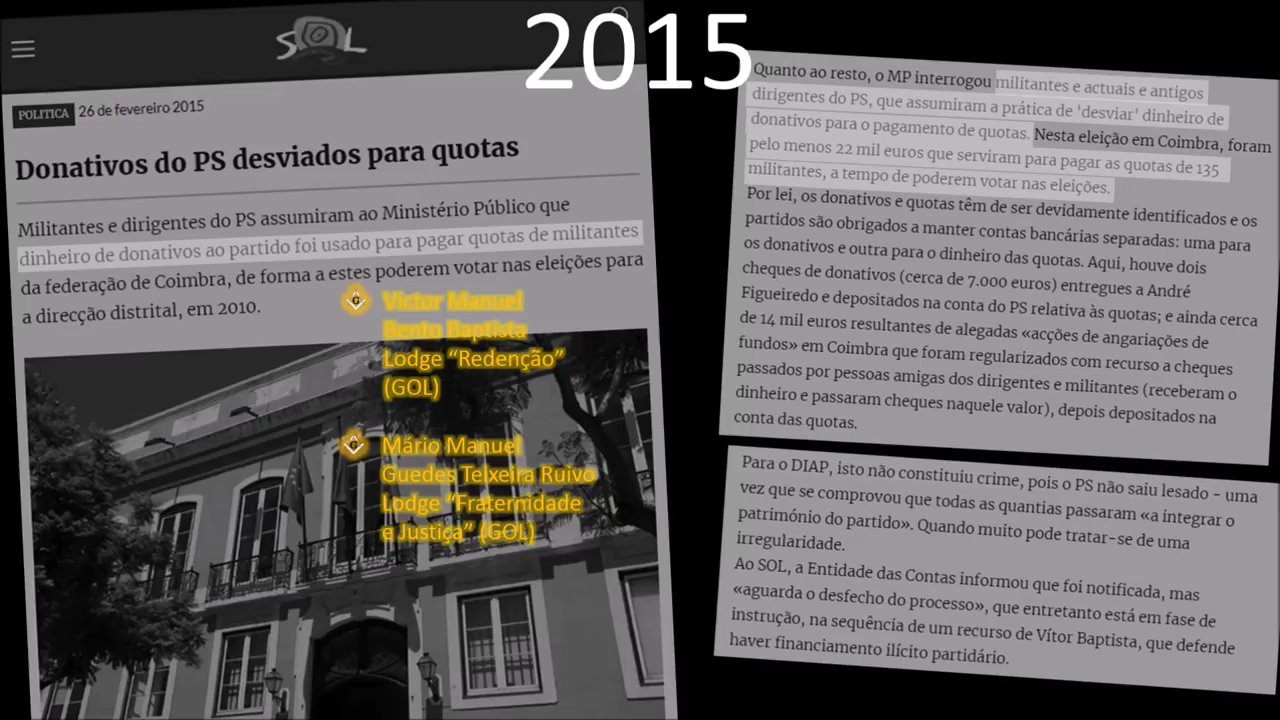 2015
SOL
POLITICA 26 de fevereiro 2015
Donativos do PS desviados para quotas
Militantes e dirigentes do PS assumiram ao Ministério Público que
dinheiro de donativos ao partido foi usado para pagar quotas de militantes
da federação de Coimbra, de forma a estes poderem votar nas eleições para
a direcção distrital, em 2010.
G
Victor Manuel
Bento Baptista
Lodge “Redenção”
(GOL)
G
Mário Manuel
Guedes Teixeira Ruivo
Lodge “Fraternidade
e Justiça” (GOL)
Quanto ao resto, o MP interrogou militantes e actuais e antigos
dirigentes do PS, que assumiram a prática de 'desviar' dinheiro de
donativos para o pagamento de quotas. Nesta eleição em Coimbra, foram
pelo menos 22 mil euros que serviram para pagar as quotas de 135
militantes, a tempo de poderem votar nas eleições.
Por lei, os donativos e quotas têm de ser devidamente identificados e os
partidos são obrigados a manter contas bancárias separadas: uma para
os donativos e outra para o dinheiro das quotas. Aqui, houve dois
cheques de donativos (cerca de 7.000 euros) entregues a André
Figueiredo e depositados na conta do PS relativa às quotas; e ainda cerca
de 14 mil euros resultantes de alegadas «acções de angariações de
fundos» em Coimbra que foram regularizados com recurso a cheques
passados por pessoas amigas dos dirigentes e militantes (receberam o
dinheiro e passaram cheques naquele valor), depois depositados na
conta das quotas.
Para o DIAP, isto não constituiu crime, pois o PS não saiu lesado - uma
vez que se comprovou que todas as quantias passaram «a integrar o
património do partido». Quando muito pode tratar-se de uma
irregularidade.
Ao SOL, a Entidade das Contas informou que foi notificada, mas
«aguarda o desfecho do processo», que entretanto está em fase de
instrução, na sequência de um recurso de Vítor Baptista, que defende
haver financiamento ilícito partidário.